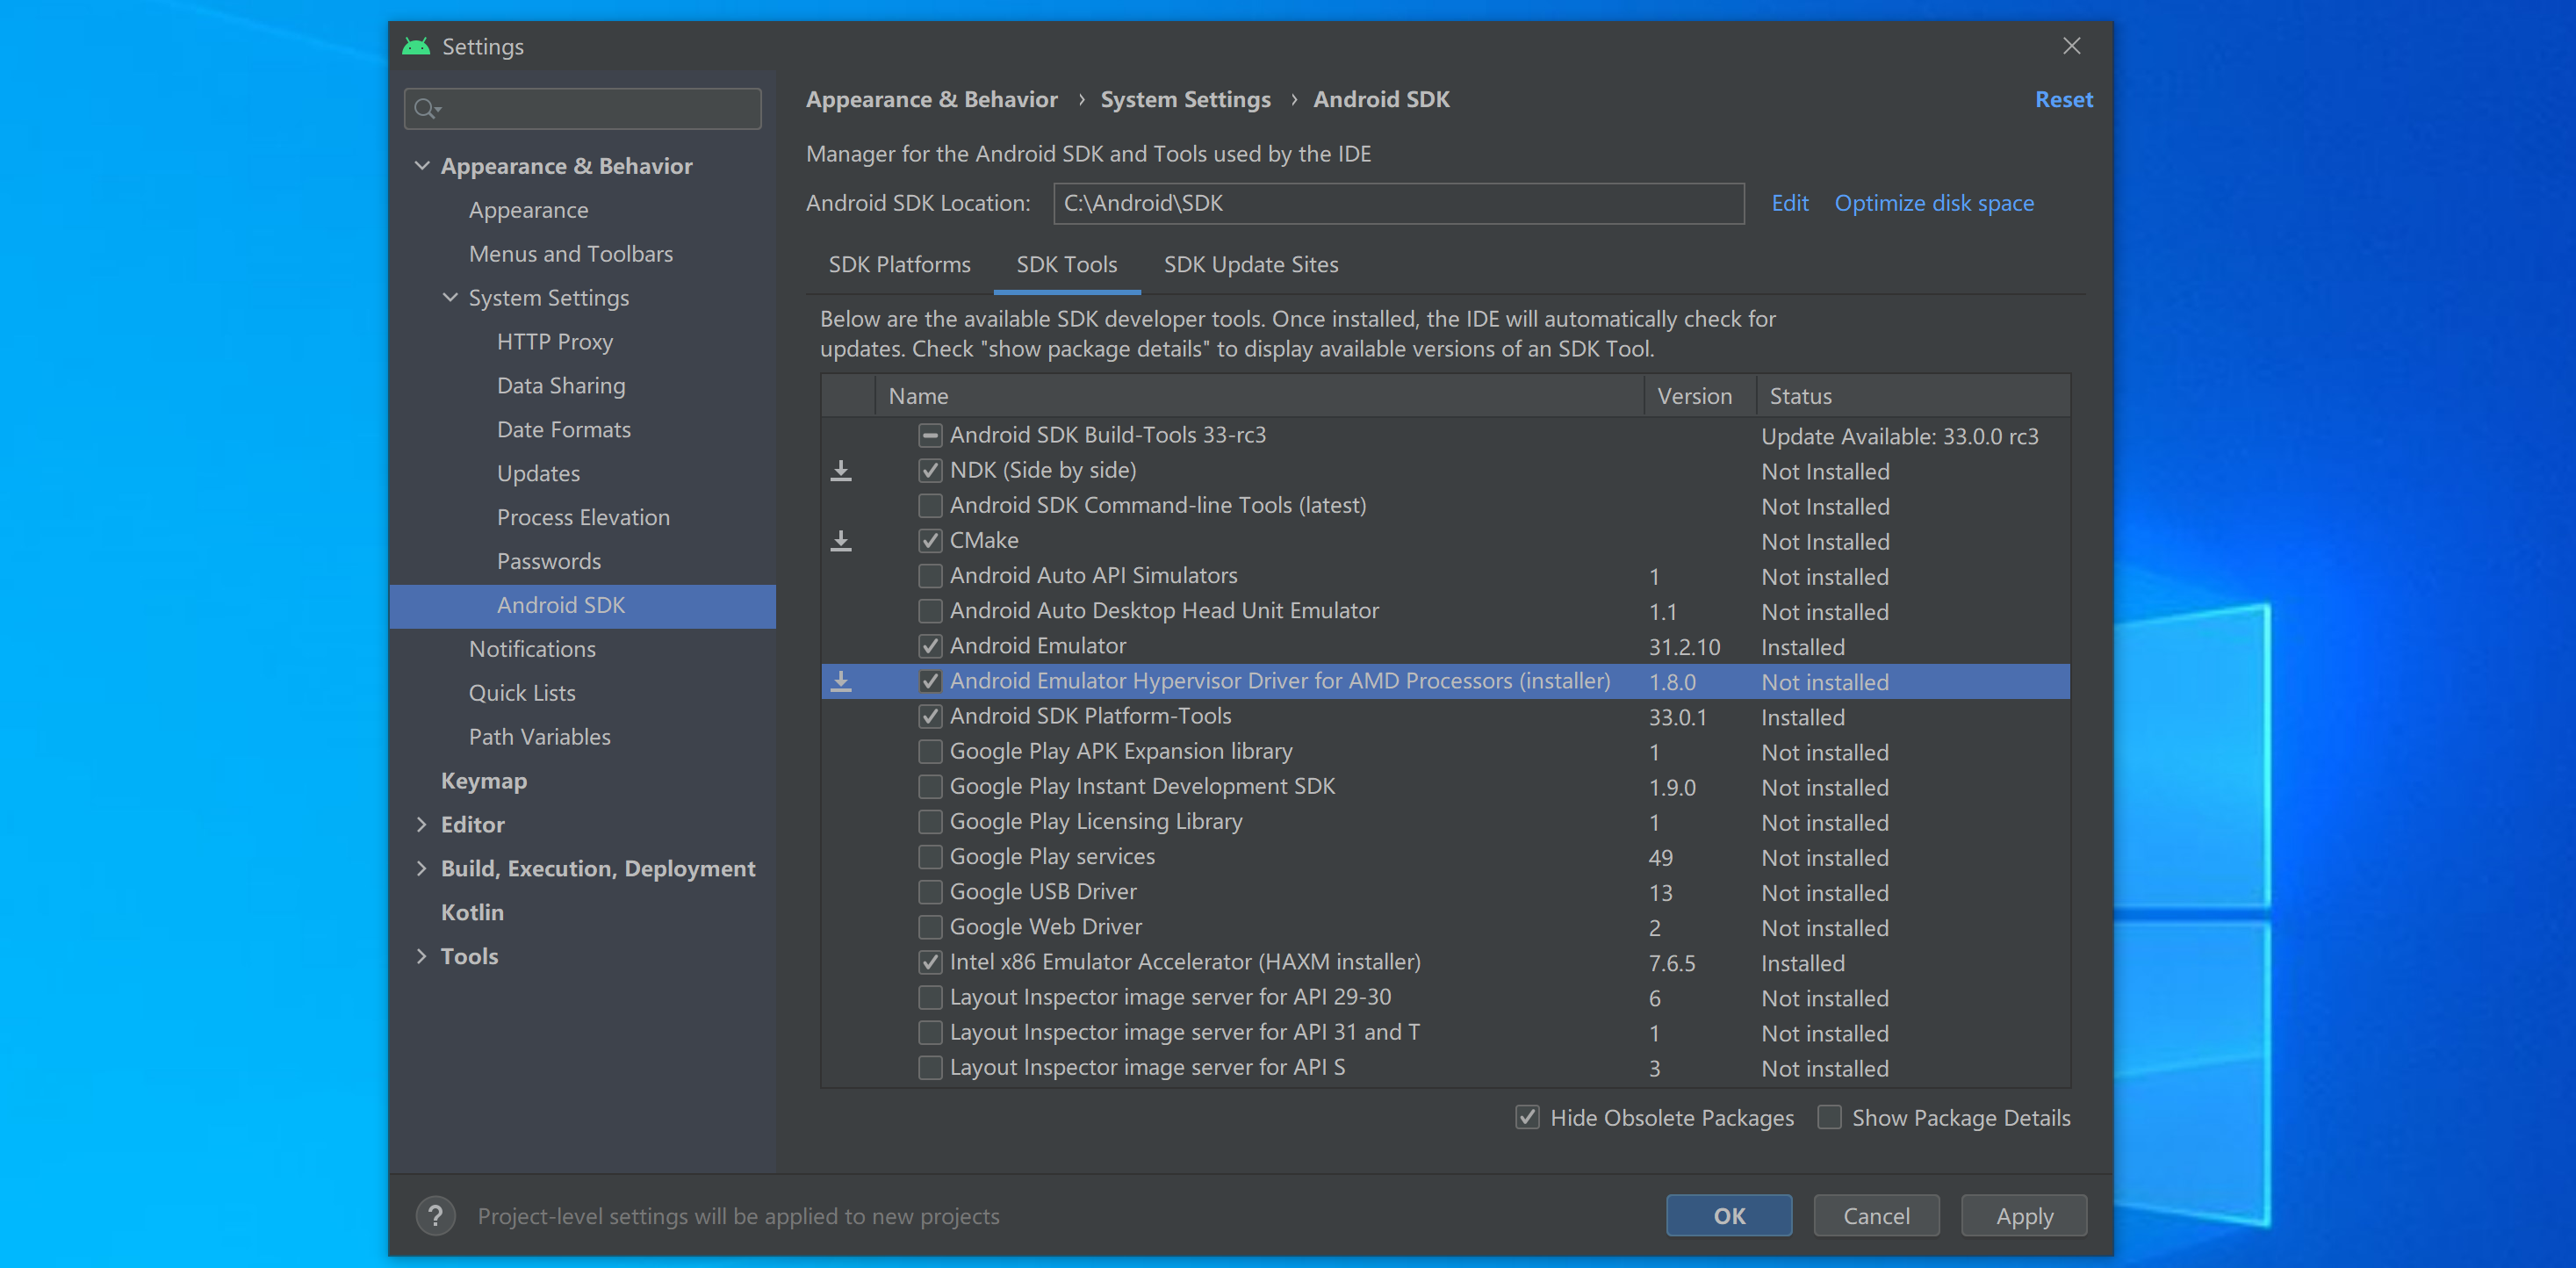 Settings
Appearance & Behavior
Appearance
Menus and Toolbars
System Settings
HTTP Proxy
Data Sharing
Date Formats
Updates
Process Elevation
Passwords
Android SDK
Notifications
Quick Lists
Path Variables
Keymap
Editor
Build, Execution, Deployment
Kotlin
Tools
Appearance & Behavior › System Settings › Android SDK
Reset
Manager for the Android SDK and Tools used by the IDE
Android SDK Location: C:\Android\SDK Edit Optimize disk space
SDK Platforms SDK Tools SDK Update Sites
Below are the available SDK developer tools. Once installed, the IDE will automatically check for
updates. Check "show package details" to display available versions of an SDK Tool.
Name Version Status
Android SDK Build-Tools 33-rc3 Update Available: 33.0.0 rc3
NDK (Side by side) Not Installed
Android SDK Command-line Tools (latest) Not Installed
CMake Not Installed
Android Auto API Simulators 1 Not installed
Android Auto Desktop Head Unit Emulator 1.1 Not installed
Android Emulator 31.2.10 Installed
Android Emulator Hypervisor Driver for AMD Processors (installer) 1.8.0 Not installed
Android SDK Platform-Tools 33.0.1 Installed
Google Play APK Expansion library 1 Not installed
Google Play Instant Development SDK 1.9.0 Not installed
Google Play Licensing Library 1 Not installed
Google Play services 49 Not installed
Google USB Driver 13 Not installed
Google Web Driver 2 Not installed
Intel x86 Emulator Accelerator (HAXM installer) 7.6.5 Installed
Layout Inspector image server for API 29-30 6 Not installed
Layout Inspector image server for API 31 and T 1 Not installed
Layout Inspector image server for API S 3 Not installed
Hide Obsolete Packages Show Package Details
? Project-level settings will be applied to new projects
OK Cancel Apply